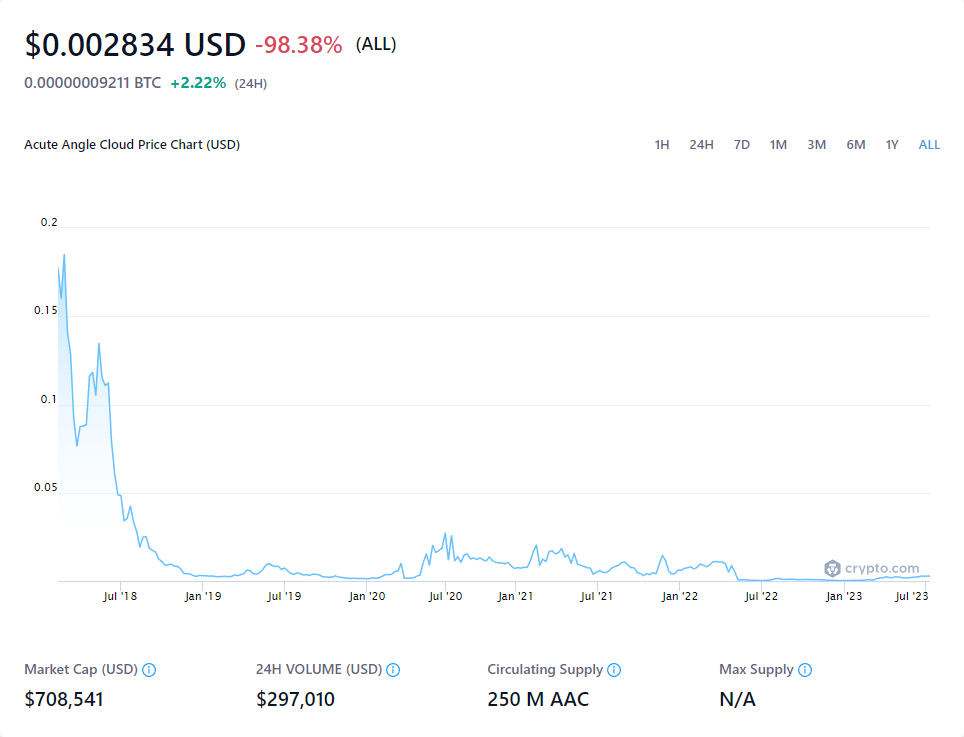 $0.002834 USD -98.38% (ALL)
0.00000009211 BTC +2.22% (24H)
Acute Angle Cloud Price Chart (USD) 1H 24H 7D 1M 3M 6M 1Y ALL
0.2
0.15
0.1
0.05
crypto.com
Jul '18 Jan '19 Jul '19 Jan '20 Jul '20 Jan '21 Jul '21 Jan '22 Jul '22 Jan '23 Jul '23
Market Cap (USD) 24H VOLUME (USD) Circulating Supply Max Supply
$708,541 $297,010 250 M AAC N/A